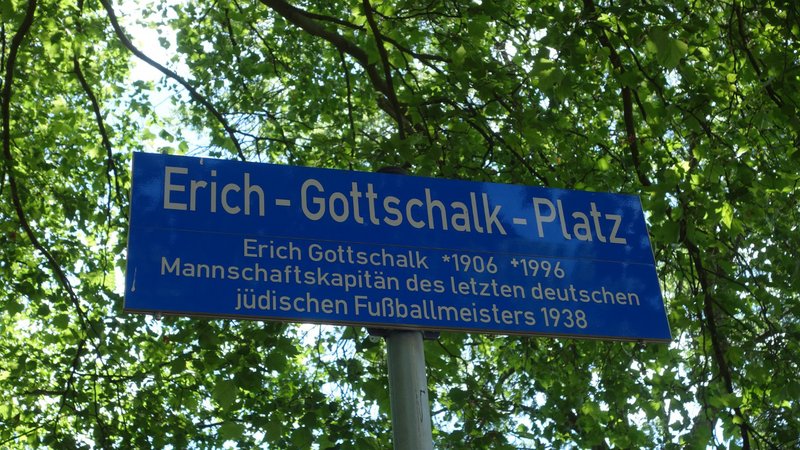 Erich - Gottschalk - Platz
Erich Gottschalk *1906 †1996
Mannschaftskapitän des letzten deutschen
jüdischen Fußballmeisters 1938